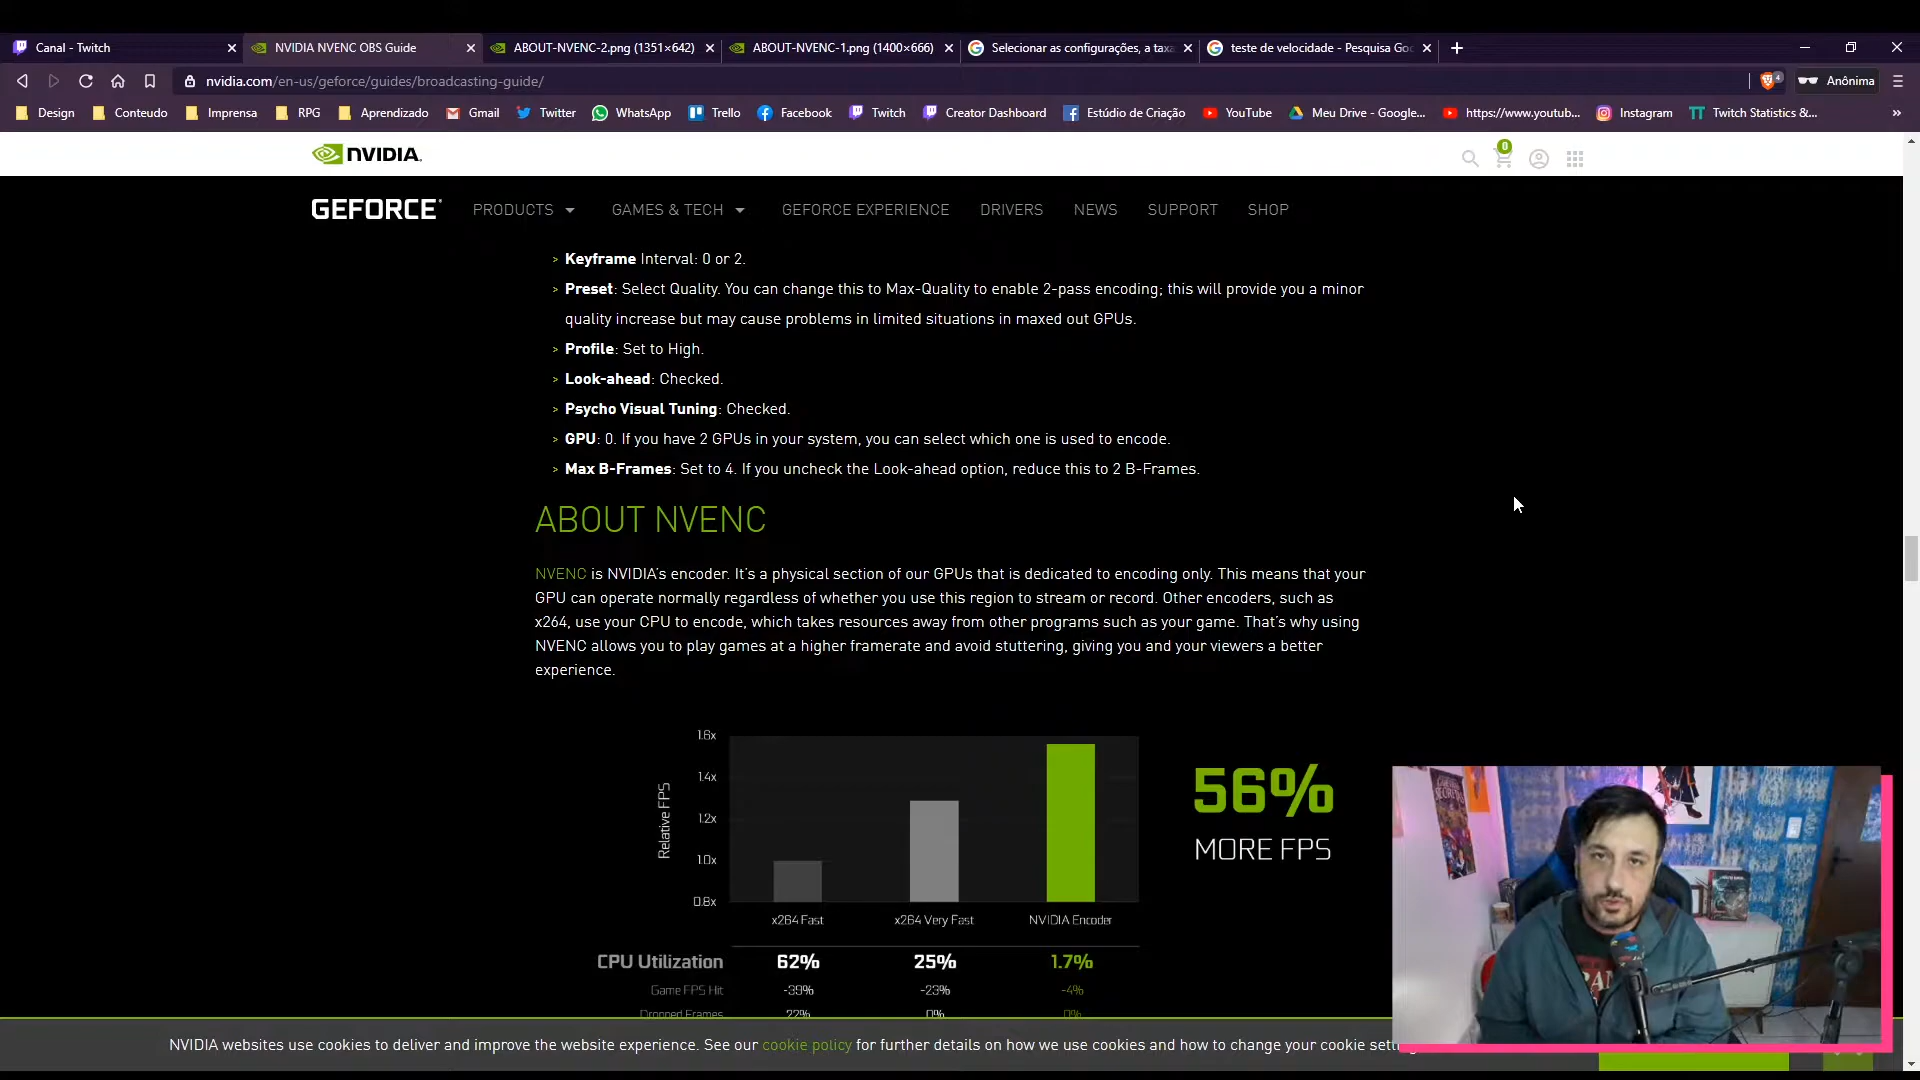 Canal - Twitch
NVIDIA NVENC OBS Guide
ABOUT-NVENC-2.png (1351×642)
ABOUT-NVENC-1.png (1400×666)
Selecionar as configurações, a taxa
teste de velocidade - Pesquisa Goo
nvidia.com/en-us/geforce/guides/broadcasting-guide/
4
Anônima
Design
Conteudo
Imprensa
RPG
Aprendizado
Gmail
Twitter
WhatsApp
Trello
Facebook
Twitch
Creator Dashboard
Estúdio de Criação
YouTube
Meu Drive - Google...
https://www.youtub...
Instagram
Twitch Statistics &...
»
NVIDIA.
0
GEFORCE
PRODUCTS
GAMES & TECH
GEFORCE EXPERIENCE
DRIVERS
NEWS
SUPPORT
SHOP
> Keyframe Interval: 0 or 2.
> Preset: Select Quality. You can change this to Max-Quality to enable 2-pass encoding; this will provide you a minor
quality increase but may cause problems in limited situations in maxed out GPUs.
> Profile: Set to High.
> Look-ahead: Checked.
> Psycho Visual Tuning: Checked.
> GPU: 0. If you have 2 GPUs in your system, you can select which one is used to encode.
> Max B-Frames: Set to 4. If you uncheck the Look-ahead option, reduce this to 2 B-Frames.
ABOUT NVENC
NVENC is NVIDIA's encoder. It's a physical section of our GPUs that is dedicated to encoding only. This means that your
GPU can operate normally regardless of whether you use this region to stream or record. Other encoders, such as
x264, use your CPU to encode, which takes resources away from other programs such as your game. That's why using
NVENC allows you to play games at a higher framerate and avoid stuttering, giving you and your viewers a better
experience.
1.6x
1.4x
1.2x
1.0x
0.8x
Relative FPS
x264 Fast
x264 Very Fast
NVIDIA Encoder
56%
MORE FPS
CPU Utilization 62% 25% 1.7%
Game FPS Hit -39% -23% -4%
Dropped Frames 22% 0% 0%
NVIDIA websites use cookies to deliver and improve the website experience. See our cookie policy for further details on how we use cookies and how to change your cookie setting